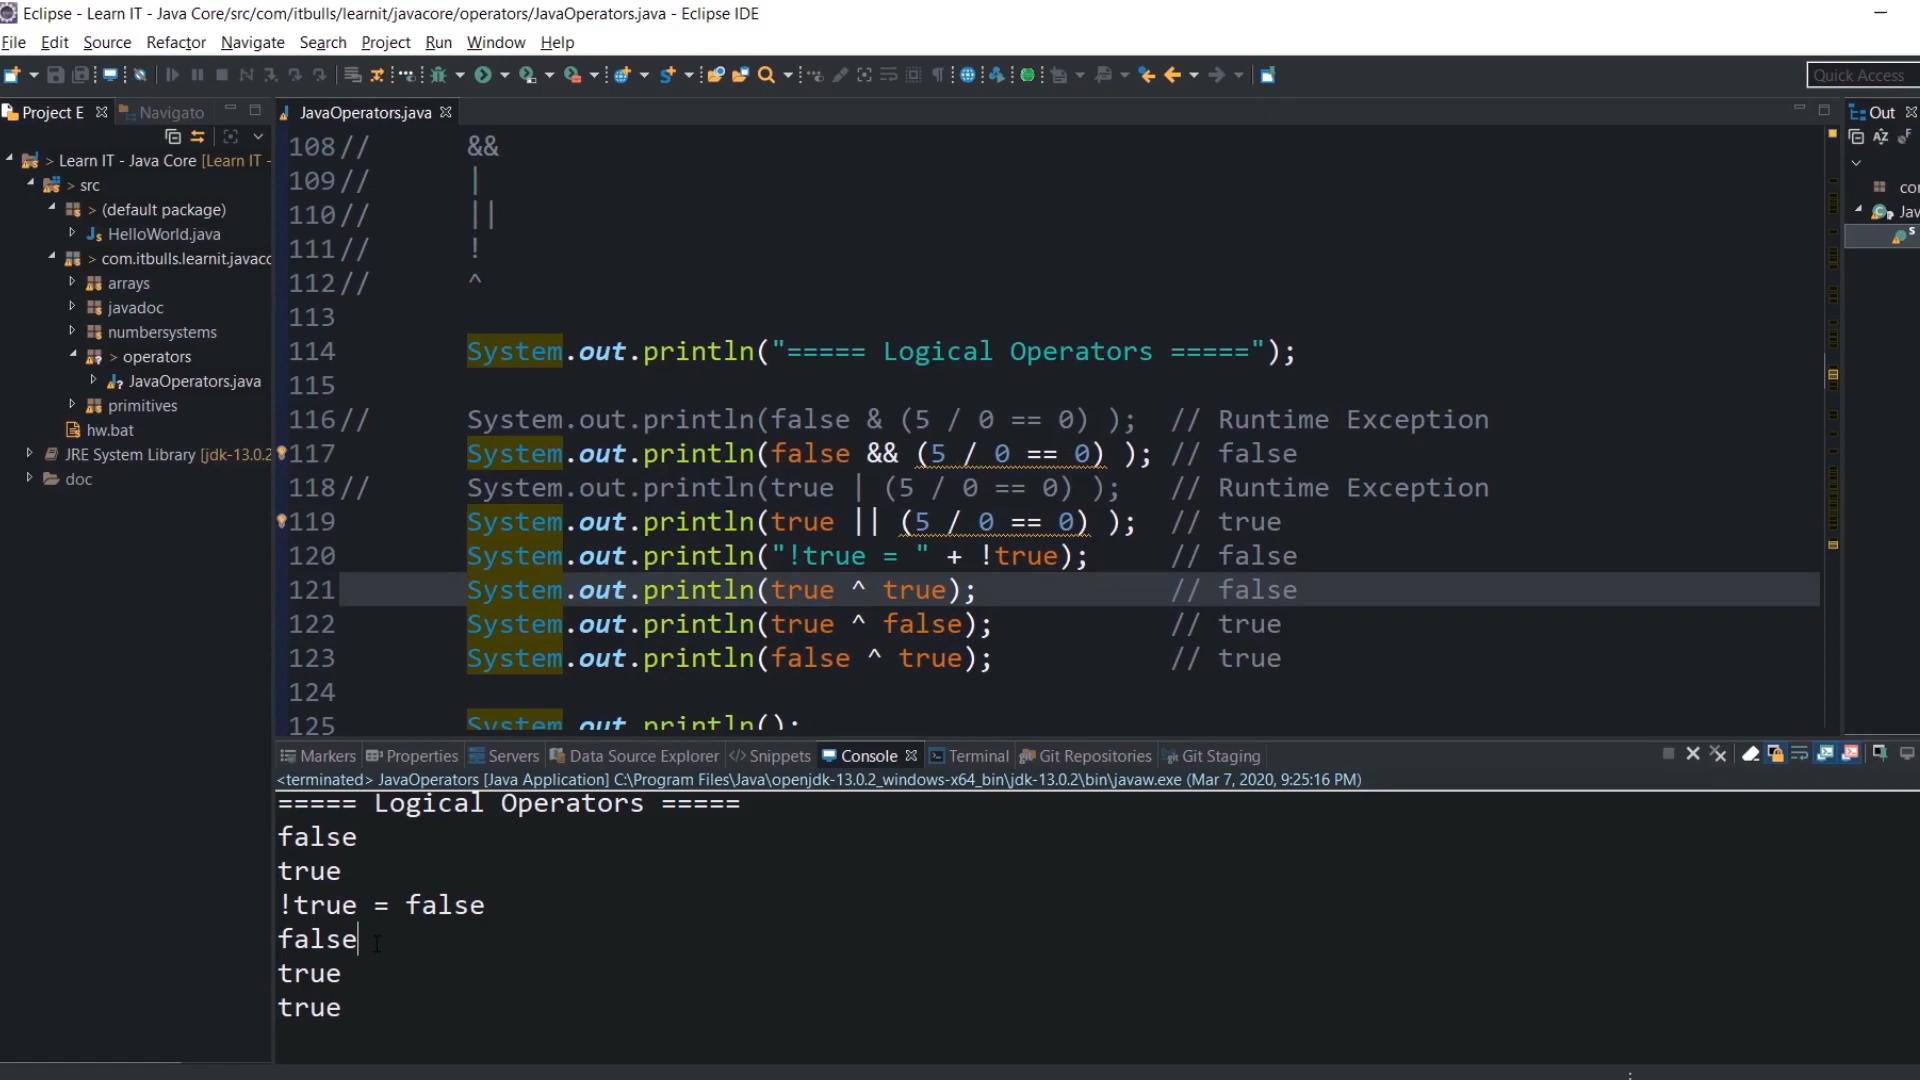 Eclipse - Learn IT - Java Core/src/com/itbulls/learnit/javacore/operators/JavaOperators.java - Eclipse IDE
File Edit Source Refactor Navigate Search Project Run Window Help
Quick Access
Project E
Navigato
JavaOperators.java
Out
> Learn IT - Java Core [Learn IT -
> src
> (default package)
HelloWorld.java
> com.itbulls.learnit.javacc
arrays
javadoc
numbersystems
> operators
JavaOperators.java
primitives
hw.bat
JRE System Library [jdk-13.0.2
doc
108// &&
109// |
110// ||
111// !
112// ^
113
114 System.out.println("===== Logical Operators =====");
115
116// System.out.println(false & (5 / 0 == 0) ); // Runtime Exception
117 System.out.println(false && (5 / 0 == 0) ); // false
118// System.out.println(true | (5 / 0 == 0) ); // Runtime Exception
119 System.out.println(true || (5 / 0 == 0) ); // true
120 System.out.println("!true = " + !true); // false
121 System.out.println(true ^ true); // false
122 System.out.println(true ^ false); // true
123 System.out.println(false ^ true); // true
124
125 System.out.println();
co
Jav
S
Markers Properties Servers Data Source Explorer Snippets Console Terminal Git Repositories Git Staging
<terminated> JavaOperators [Java Application] C:\Program Files\Java\openjdk-13.0.2_windows-x64_bin\jdk-13.0.2\bin\javaw.exe (Mar 7, 2020, 9:25:16 PM)
===== Logical Operators =====
false
true
!true = false
false
true
true